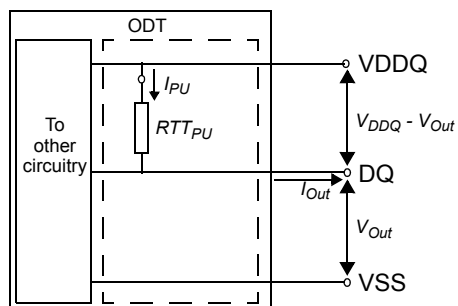 ODT
VDDQ
I_PU
To
other
circuitry
RTT_PU
V_DDQ - V_Out
DQ
I_Out
V_Out
VSS